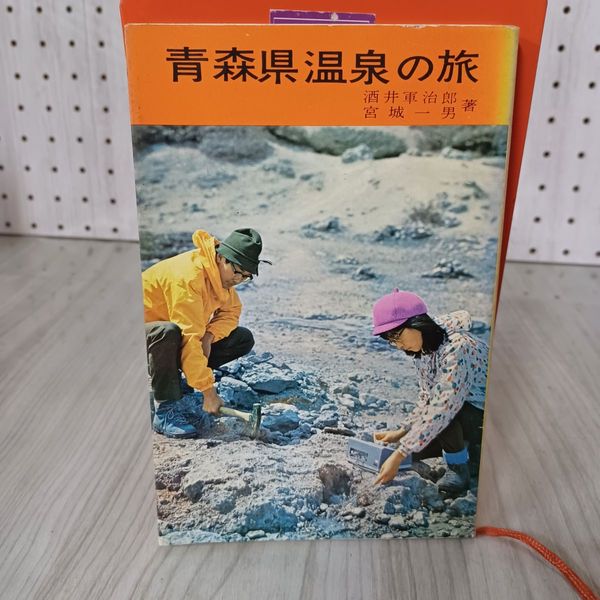 青森県温泉の旅
酒井軍治郎
宮城一男 著